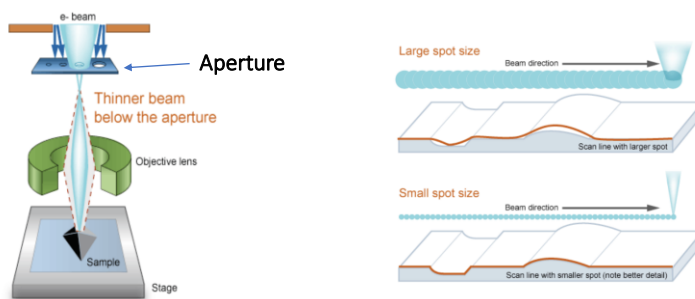 e- beam
Aperture
Thinner beam
below the aperture
Objective lens
Sample
Stage
Large spot size
Beam direction
Scan line with larger spot
Small spot size
Beam direction
Scan line with smaller spot (note better detail)